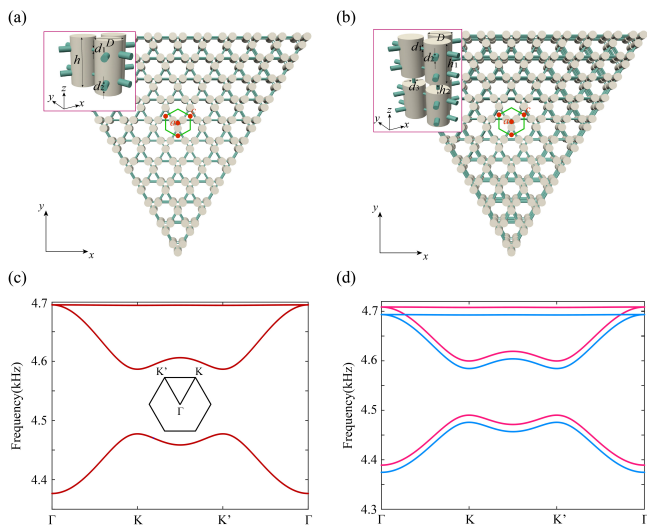 (a)
(b)
h
d₁
D
d₂
z
y
x
a
d
D
d₁
h₁
d₃
h₂
z
y
x
a
y
x
y
x
(c)
(d)
4.7
4.6
4.5
4.4
Frequency(kHz)
K'
K
Γ
Γ
K
K'
Γ
4.7
4.6
4.5
4.4
4.3
Frequency(kHz)
Γ
K
K'
Γ